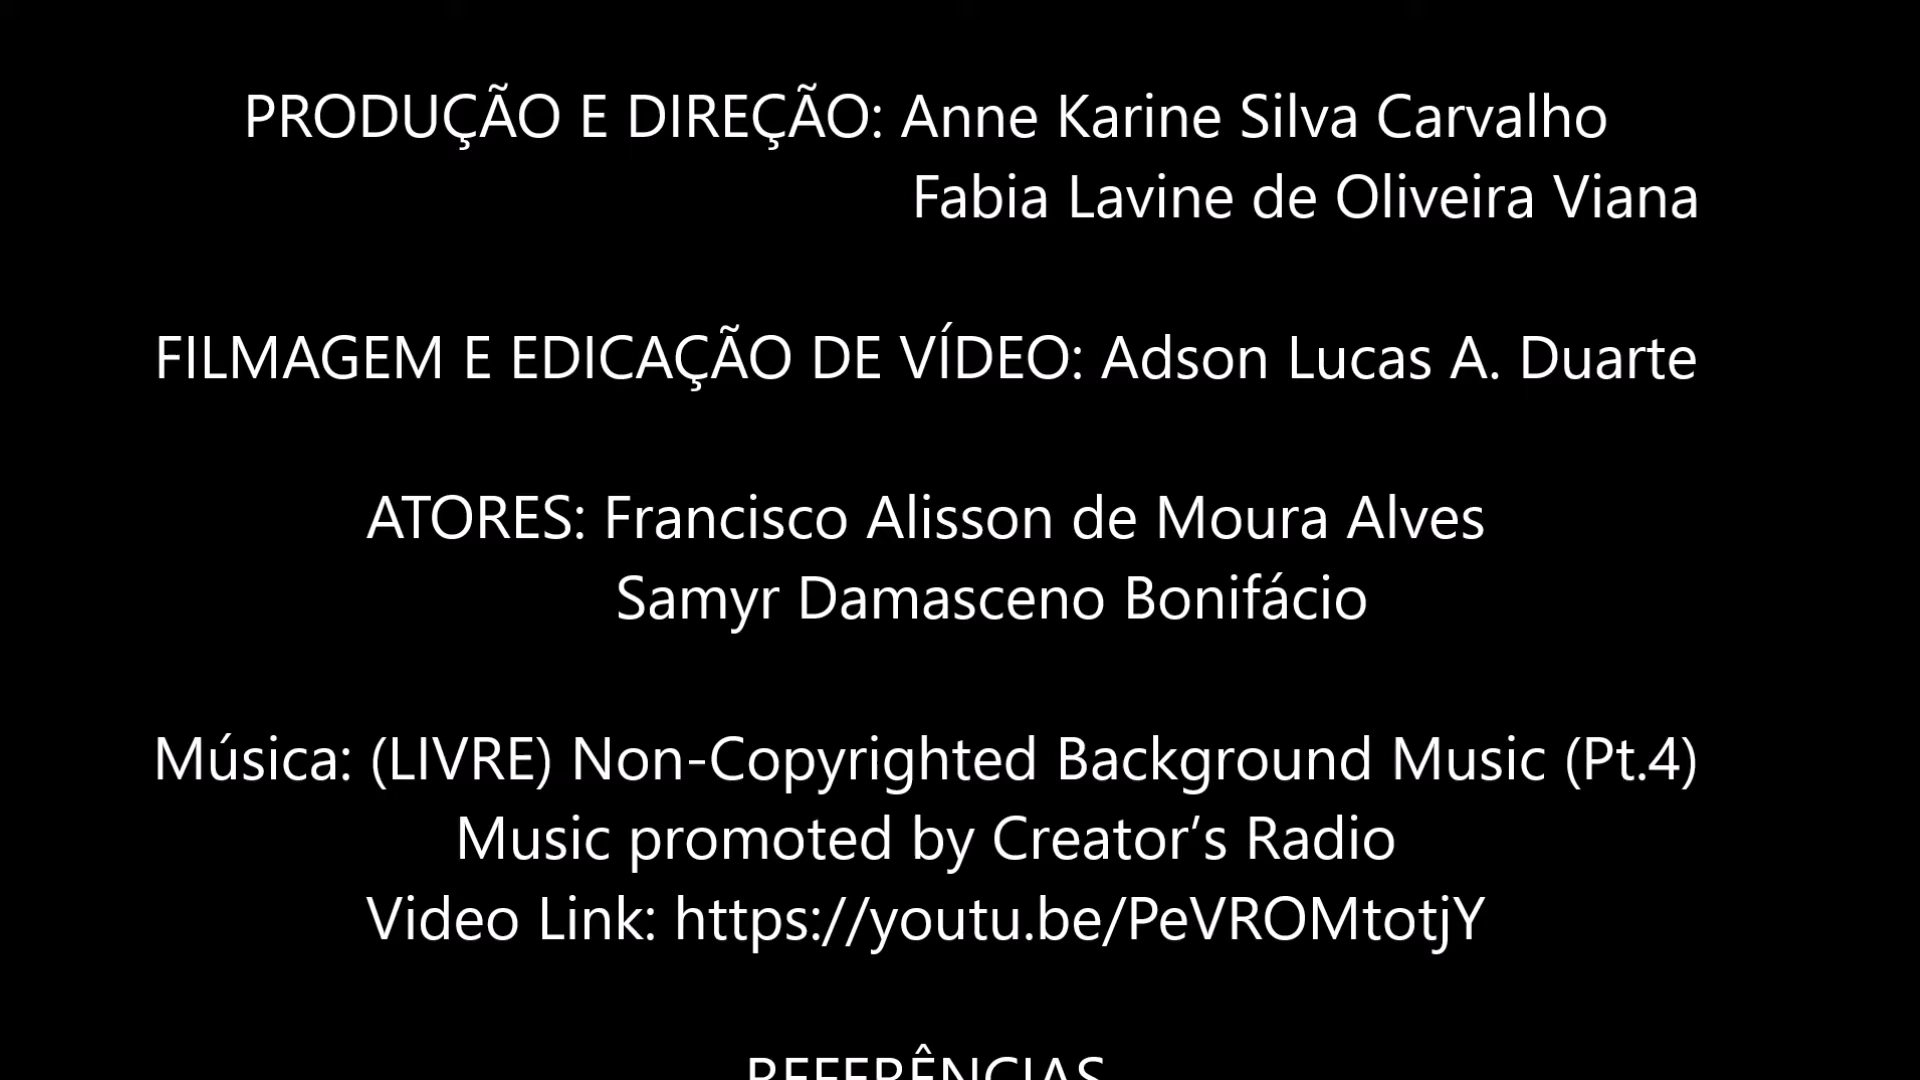 PRODUÇÃO E DIREÇÃO: Anne Karine Silva Carvalho
Fabia Lavine de Oliveira Viana
FILMAGEM E EDICAÇÃO DE VÍDEO: Adson Lucas A. Duarte
ATORES: Francisco Alisson de Moura Alves
Samyr Damasceno Bonifácio
Música: (LIVRE) Non-Copyrighted Background Music (Pt.4)
Music promoted by Creator’s Radio
Video Link: https://youtu.be/PeVROMtotjY
REFERÊNCIAS